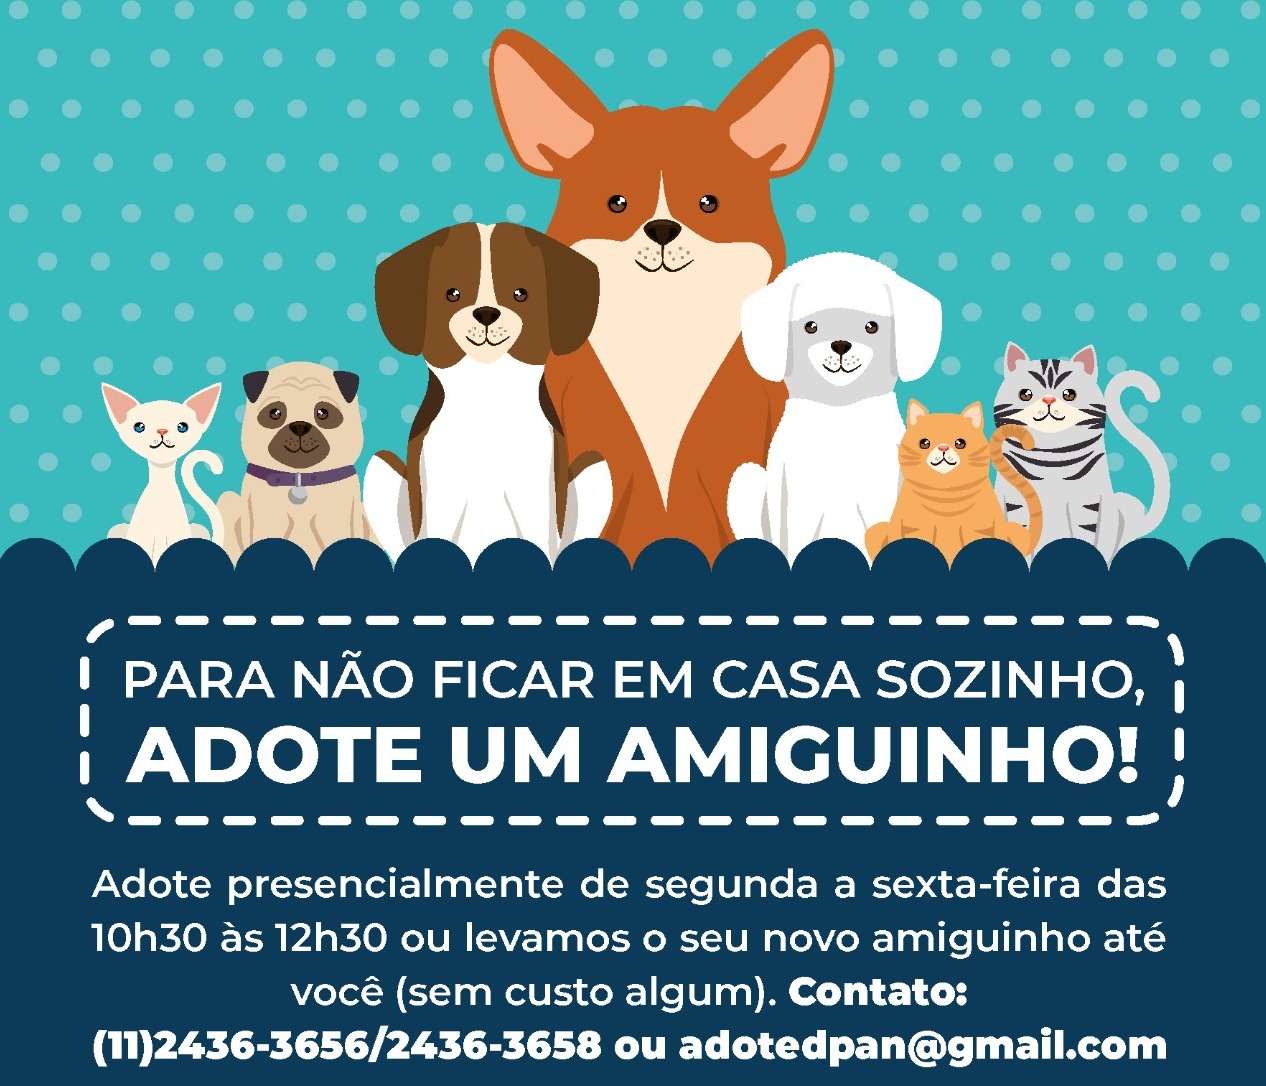 PARA NÃO FICAR EM CASA SOZINHO,
ADOTE UM AMIGUINHO!
Adote presencialmente de segunda a sexta-feira das
10h30 às 12h30 ou levamos o seu novo amiguinho até
você (sem custo algum). Contato:
(11)2436-3656/2436-3658 ou adotedpan@gmail.com